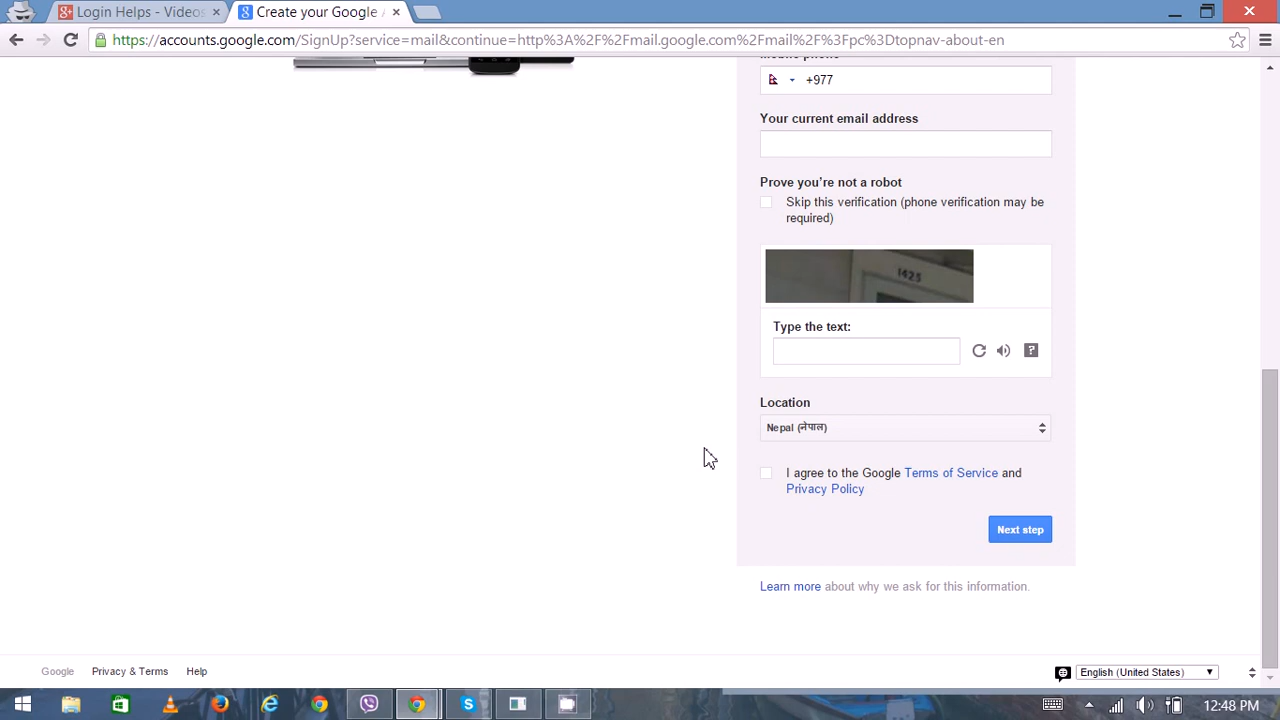 Login Helps - Videos
Create your Google
https://accounts.google.com/SignUp?service=mail&continue=http%3A%2F%2Fmail.google.com%2Fmail%2F%3Fpc%3Dtopnav-about-en
Mobile phone
+977
Your current email address
Prove you're not a robot
Skip this verification (phone verification may be
required)
1425
Type the text:
Location
Nepal (नेपाल)
I agree to the Google Terms of Service and
Privacy Policy
Next step
Learn more about why we ask for this information.
Google Privacy & Terms Help
English (United States)
12:48 PM